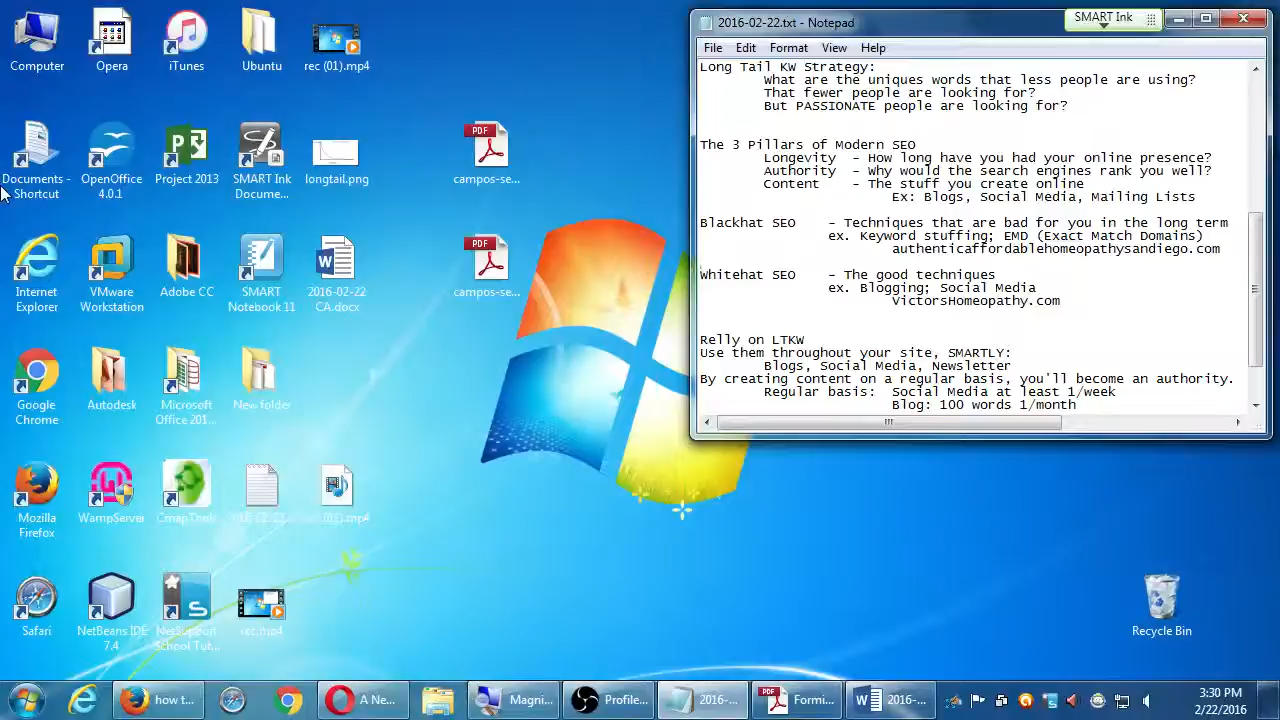 Computer
Opera
iTunes
Ubuntu
rec (01).mp4
Documents -
Shortcut
OpenOffice
4.0.1
Project 2013
SMART Ink
Docume...
longtail.png
PDF
campos-se...
Internet
Explorer
VMware
Workstation
Adobe CC
SMART
Notebook 11
2016-02-22
CA.docx
PDF
campos-se...
Google
Chrome
Autodesk
Microsoft
Office 201...
New folder
Mozilla
Firefox
WampServer
CmapTools
Safari
NetBeans IDE
7.4
NetSupport
School Tut...
rec.mp4
Recycle Bin
2016-02-22.txt - Notepad
SMART Ink
File Edit Format View Help
Long Tail KW Strategy:
What are the uniques words that less people are using?
That fewer people are looking for?
But PASSIONATE people are looking for?
The 3 Pillars of Modern SEO
Longevity - How long have you had your online presence?
Authority - Why would the search engines rank you well?
Content - The stuff you create online
Ex: Blogs, Social Media, Mailing Lists
Blackhat SEO - Techniques that are bad for you in the long term
ex. Keyword stuffing; EMD (Exact Match Domains)
authenticaffordablehomeopathysandiego.com
Whitehat SEO - The good techniques
ex. Blogging; Social Media
VictorsHomeopathy.com
Relly on LTKW
Use them throughout your site, SMARTLY:
Blogs, Social Media, Newsletter
By creating content on a regular basis, you'll become an authority.
Regular basis: Social Media at least 1/week
Blog: 100 words 1/month
how t...
A Ne...
Magni...
Profile...
2016-...
PDF
Formi...
2016-...
3:30 PM
2/22/2016